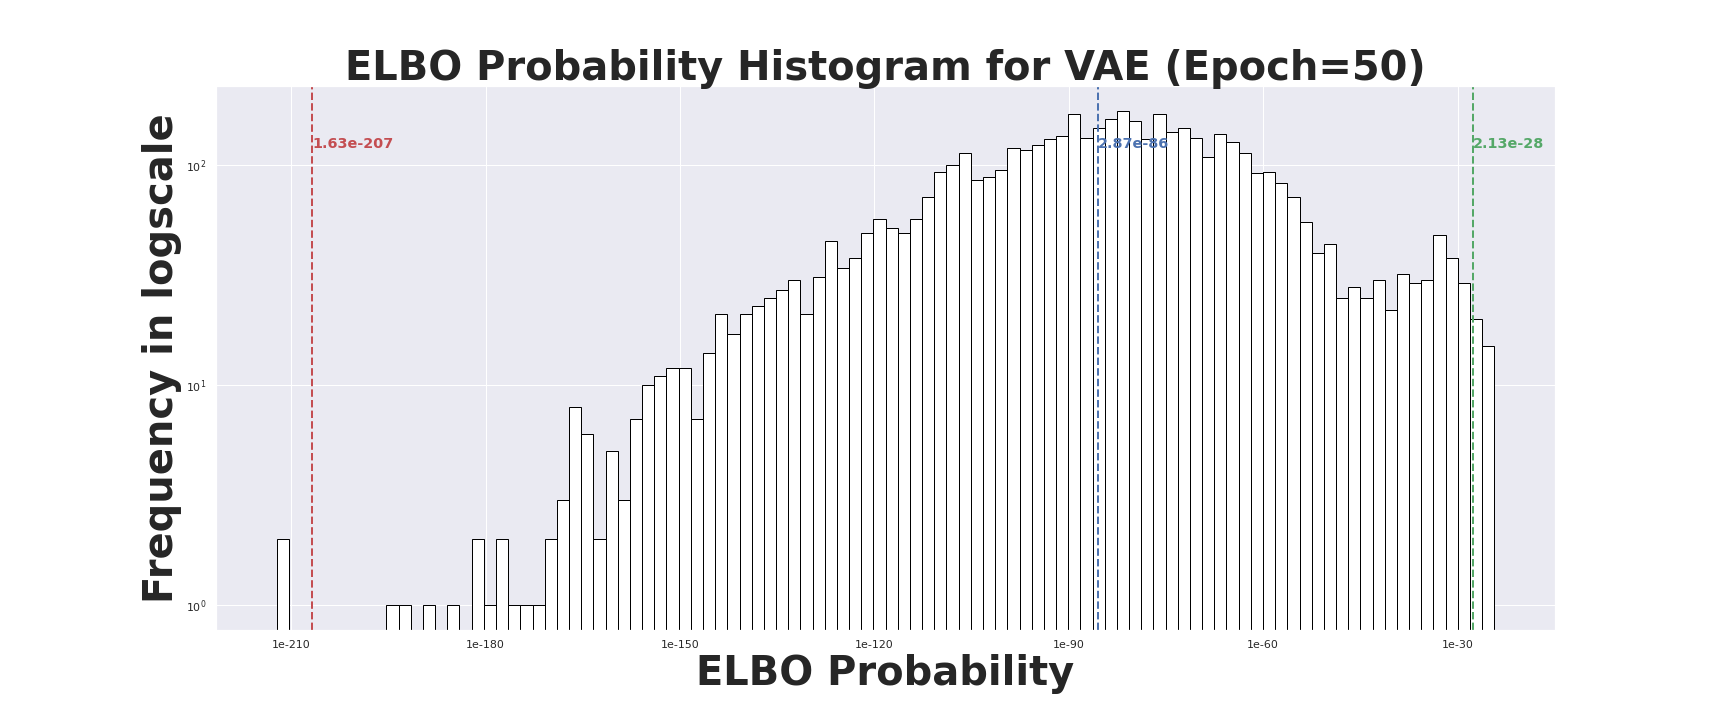 ELBO Probability Histogram for VAE (Epoch=50)
Frequency in logscale
10²
10¹
10⁰
1.63e-207
2.87e-86
2.13e-28
1e-210 1e-180 1e-150 1e-120 1e-90 1e-60 1e-30
ELBO Probability